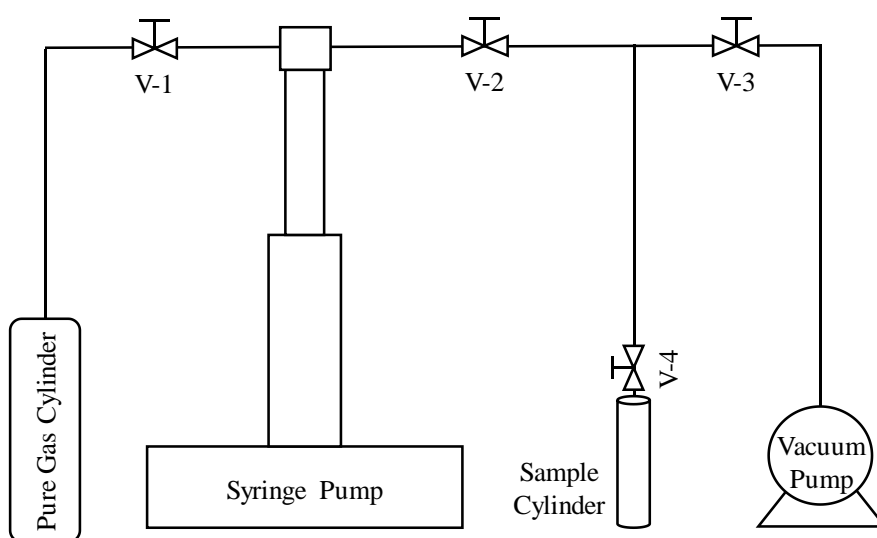 V-1
V-2
V-3
V-4
Pure Gas Cylinder
Syringe Pump
Sample
Cylinder
Vacuum
Pump